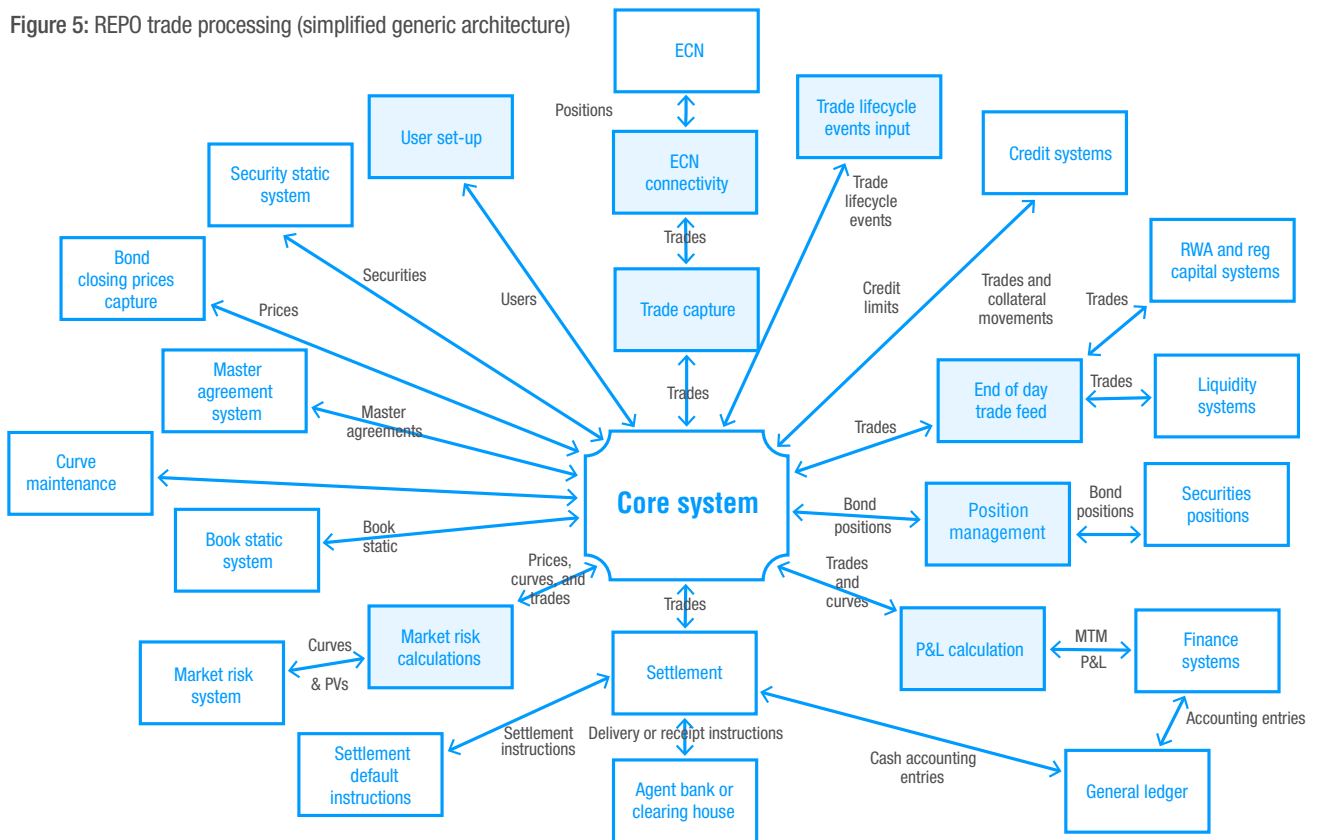 Figure 5: REPO trade processing (simplified generic architecture)
ECN
Positions
Trade lifecycle
events input
User set-up
ECN
connectivity
Credit systems
Security static
system
Trade
lifecycle
events
Trades
RWA and reg
capital systems
Bond
closing prices
capture
Securities
Prices
Users
Trade capture
Credit
limits
Trades and
collateral
movements
Trades
Master
agreement
system
Master
agreements
Trades
End of day
trade feed
Trades
Liquidity
systems
Trades
Curve
maintenance
Core system
Bond
positions
Position
management
Bond
positions
Securities
positions
Book static
system
Book
static
Prices,
curves, and
trades
Trades
Trades
and
curves
Market risk
system
Curves
& PVs
Market risk
calculations
Settlement
P&L calculation
MTM
P&L
Finance
systems
Settlement
instructions
Delivery or receipt instructions
Accounting entries
Settlement
default
instructions
Agent bank or
clearing house
Cash accounting
entries
General ledger